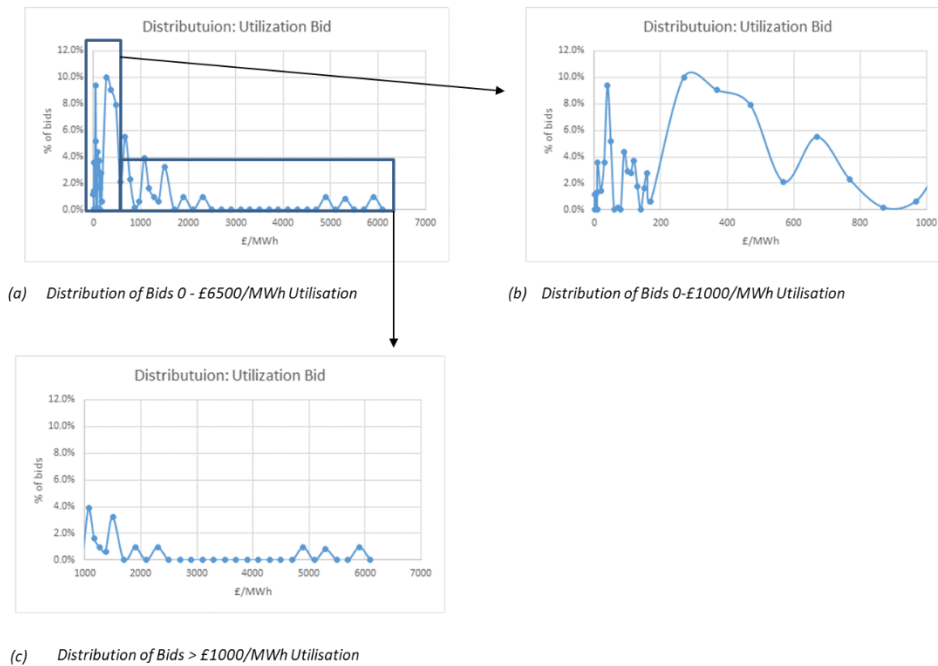 Distributuion: Utilization Bid
12.0%
10.0%
8.0%
6.0%
4.0%
2.0%
0.0%
% of bids
0 1000 2000 3000 4000 5000 6000 7000
£/MWh
(a) Distribution of Bids 0 - £6500/MWh Utilisation
Distributuion: Utilization Bid
12.0%
10.0%
8.0%
6.0%
4.0%
2.0%
0.0%
% of bids
0 200 400 600 800 1000
£/MWh
(b) Distribution of Bids 0-£1000/MWh Utilisation
Distributuion: Utilization Bid
12.0%
10.0%
8.0%
6.0%
4.0%
2.0%
0.0%
% of bids
1000 2000 3000 4000 5000 6000 7000
£/MWh
(c) Distribution of Bids > £1000/MWh Utilisation